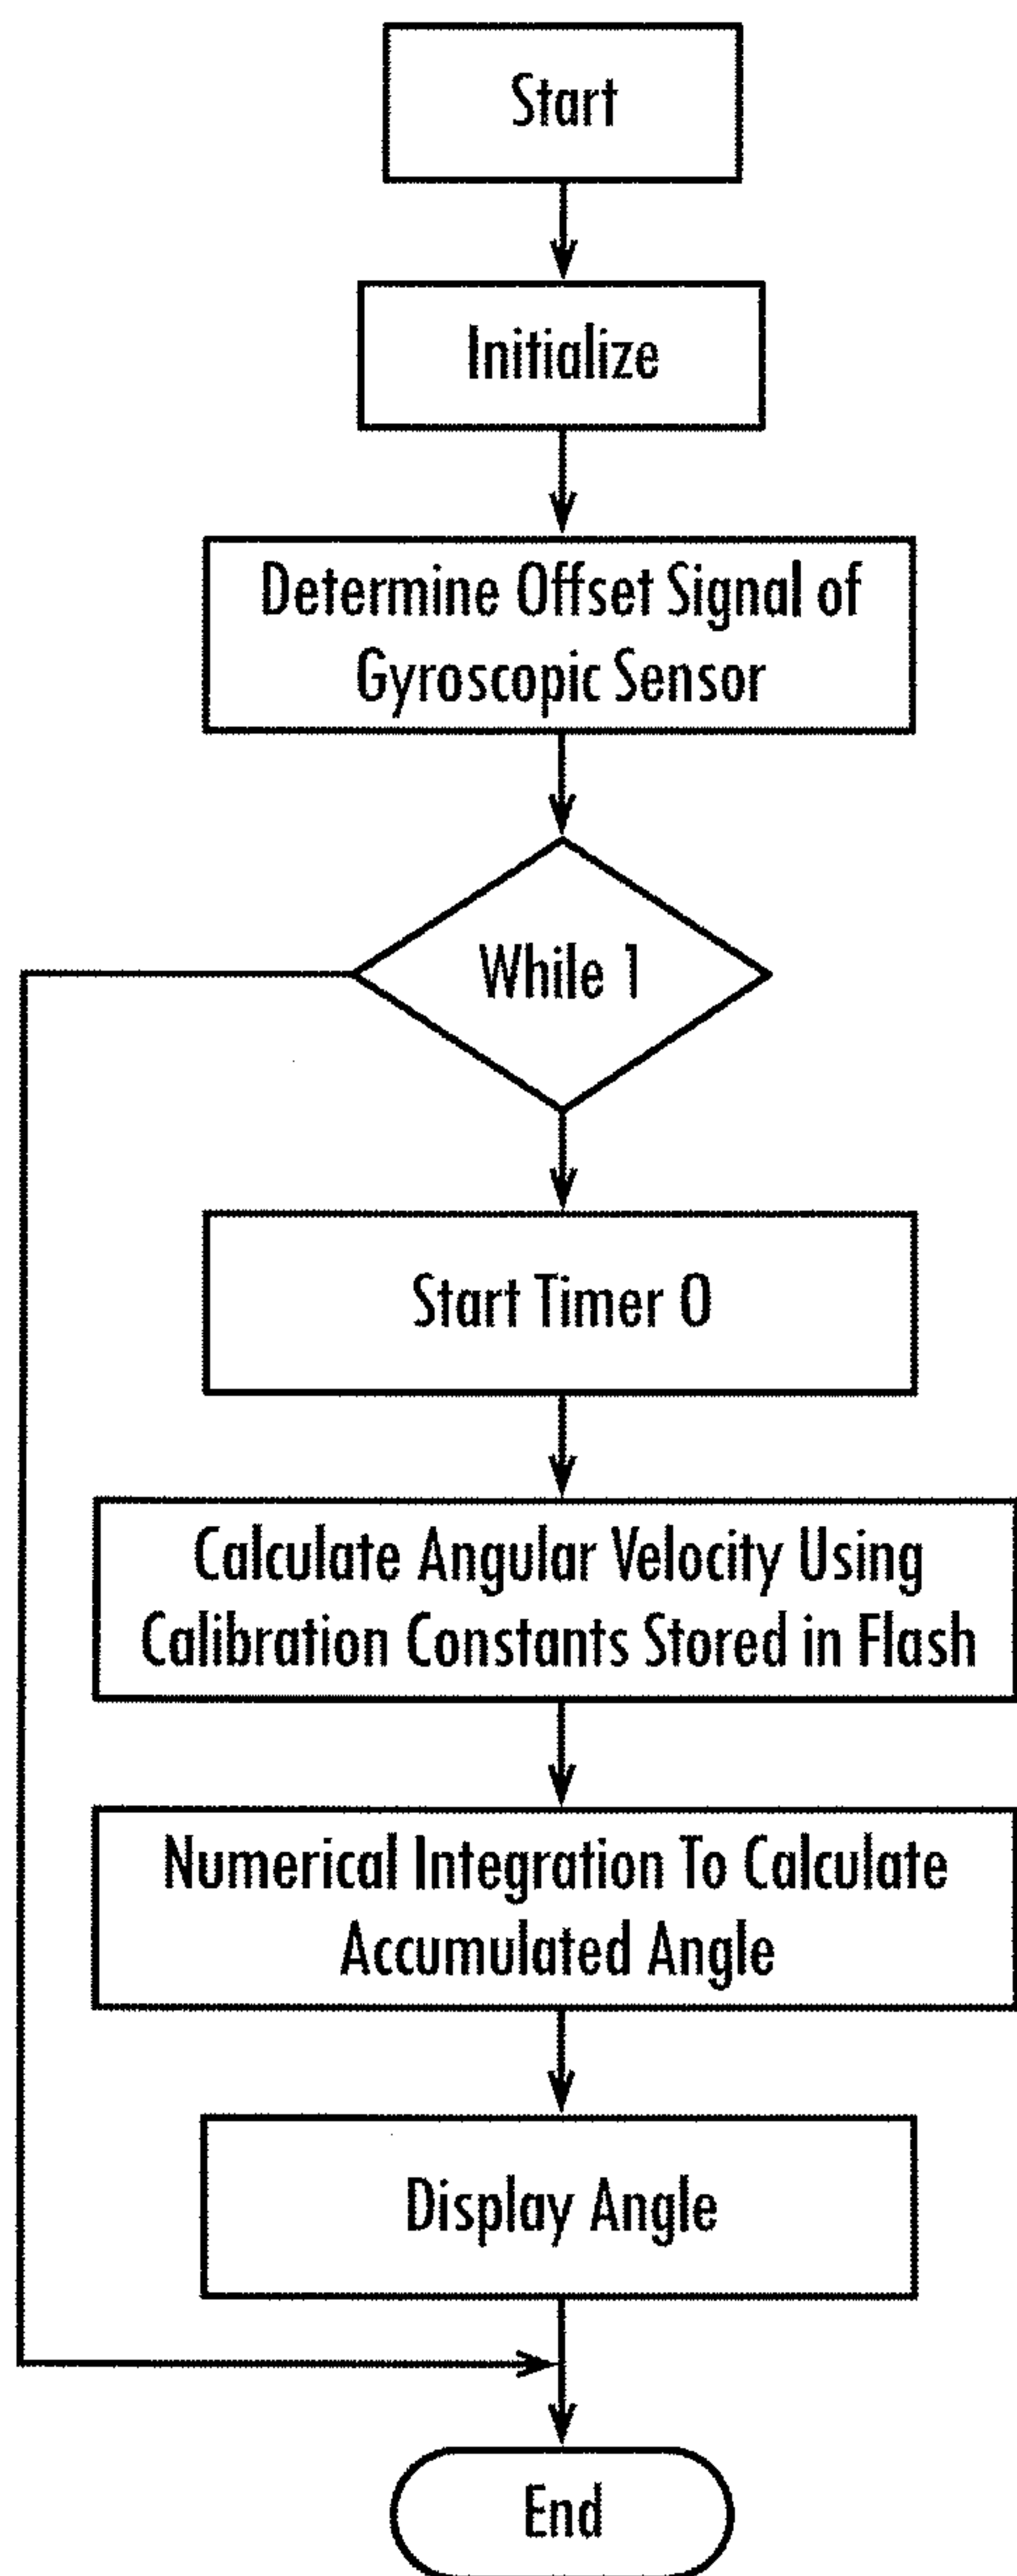 Start
Initialize
Determine Offset Signal of
Gyroscopic Sensor
While 1
Start Timer 0
Calculate Angular Velocity Using
Calibration Constants Stored in Flash
Numerical Integration To Calculate
Accumulated Angle
Display Angle
End